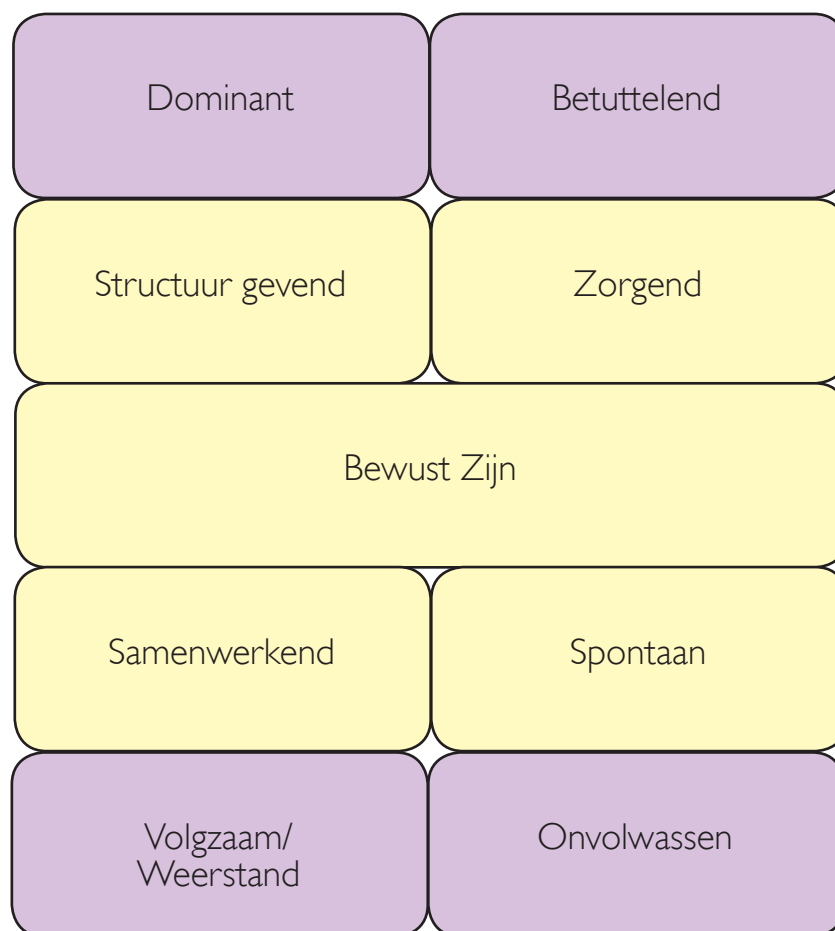 Dominant
Betuttelend
Structuur gevend
Zorgend
Bewust Zijn
Samenwerkend
Spontaan
Volgzaam/
Weerstand
Onvolwassen